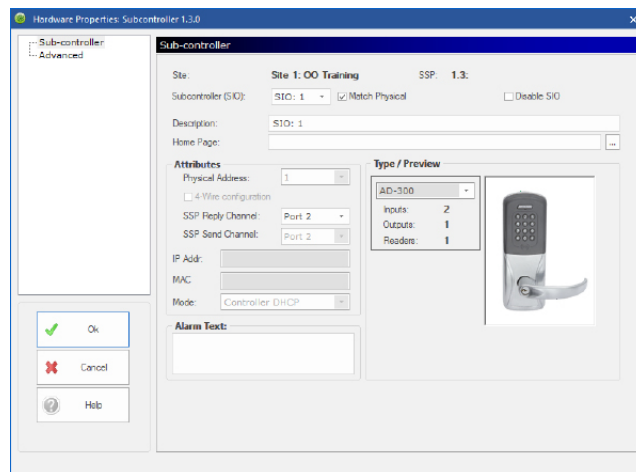 Hardware Properties: Subcontroller 1.3.0
Sub-controller
Advanced
Sub-controller
Site: Site 1: OO Training SSP: 1.3:
Subcontroller (SIO): SIO: 1 Match Physical Disable SIO
Description: SIO: 1
Home Page: ...
Attributes
Physical Address: 1
4-Wire configuration
SSP Reply Channel: Port 2
SSP Send Channel: Port 2
IP Addr:
MAC
Mode: Controller DHCP
Type / Preview
AD-300
Inputs: 2
Outputs: 1
Readers: 1
Alarm Text:
Ok
Cancel
Help